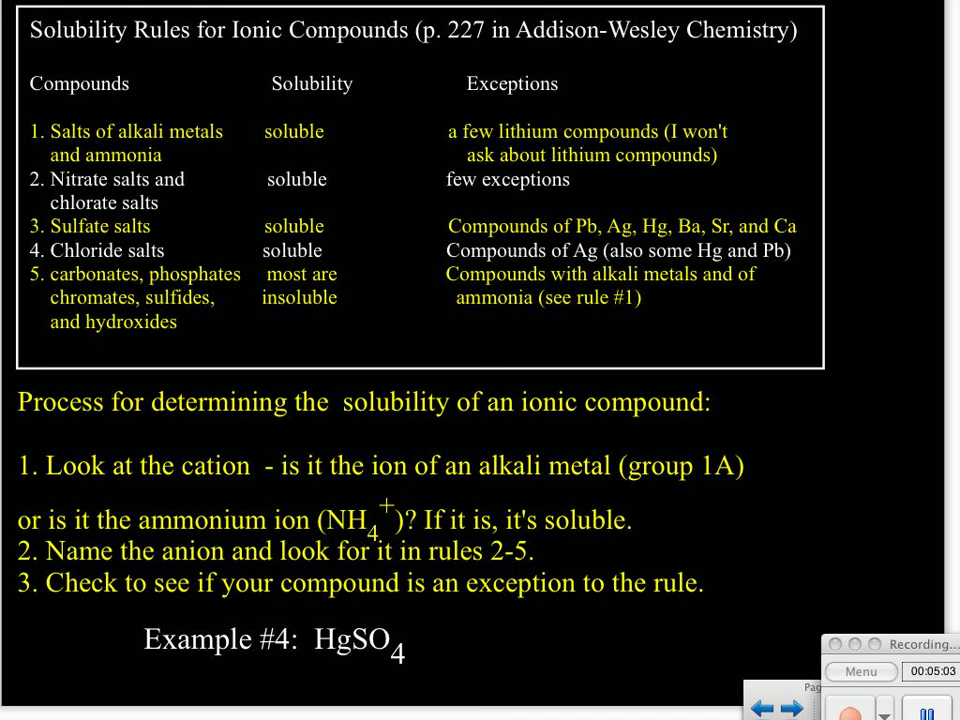 Solubility Rules for Ionic Compounds (p. 227 in Addison-Wesley Chemistry)
Compounds Solubility Exceptions
1. Salts of alkali metals soluble a few lithium compounds (I won't
and ammonia ask about lithium compounds)
2. Nitrate salts and soluble few exceptions
chlorate salts
3. Sulfate salts soluble Compounds of Pb, Ag, Hg, Ba, Sr, and Ca
4. Chloride salts soluble Compounds of Ag (also some Hg and Pb)
5. carbonates, phosphates most are Compounds with alkali metals and of
chromates, sulfides, insoluble ammonia (see rule #1)
and hydroxides
Process for determining the solubility of an ionic compound:
1. Look at the cation - is it the ion of an alkali metal (group 1A)
or is it the ammonium ion (NH4+)? If it is, it's soluble.
2. Name the anion and look for it in rules 2-5.
3. Check to see if your compound is an exception to the rule.
Example #4: HgSO4
Recording...
Menu 00:05:03